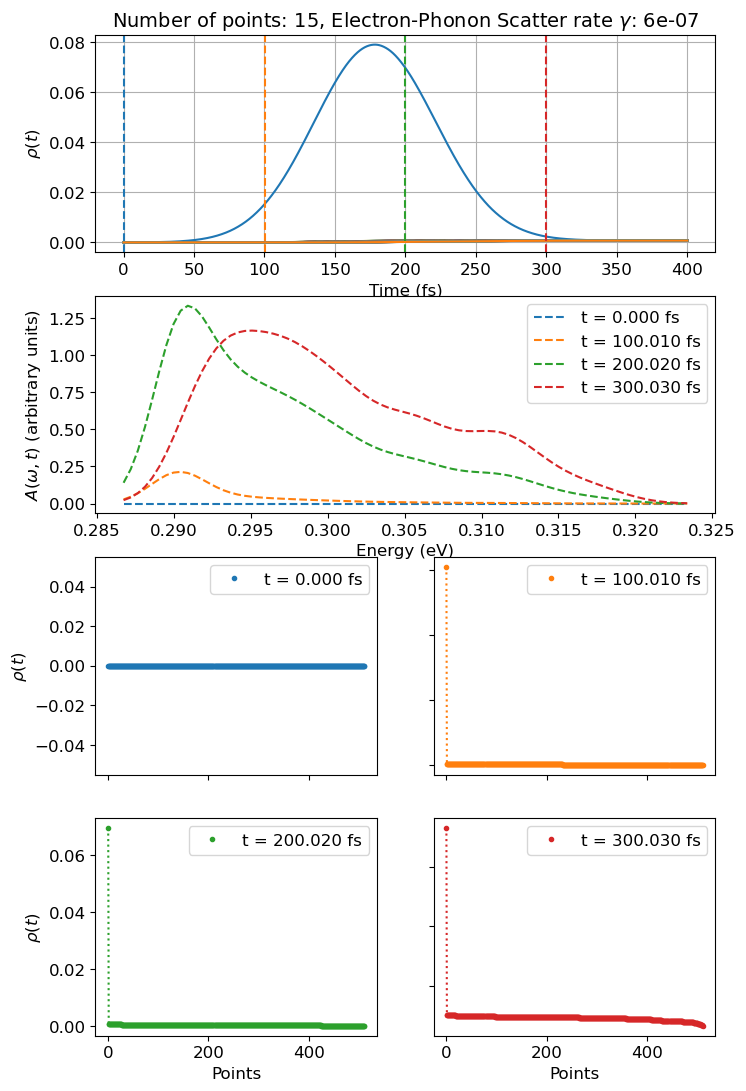 Number of points: 15, Electron-Phonon Scatter rate γ: 6e-07
0.08
0.06
0.04
0.02
0.00
ρ(t)
0 50 100 150 200 250 300 350 400
Time (fs)
1.25
1.00
0.75
0.50
0.25
0.00
A(ω, t) (arbitrary units)
t = 0.000 fs
t = 100.010 fs
t = 200.020 fs
t = 300.030 fs
0.285 0.290 0.295 0.300 0.305 0.310 0.315 0.320 0.325
Energy (eV)
0.04
0.02
0.00
−0.02
−0.04
ρ(t)
t = 0.000 fs
t = 100.010 fs
0.06
0.04
0.02
0.00
ρ(t)
t = 200.020 fs
0 200 400
Points
t = 300.030 fs
0 200 400
Points